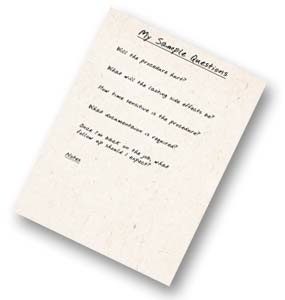 My Sample Questions
Will the procedure hurt?
What will the lasting side effects be?
How time sensitive is the procedure?
What documentation is required?
Once I'm back on the job, what
follow up should I expect?
Notes